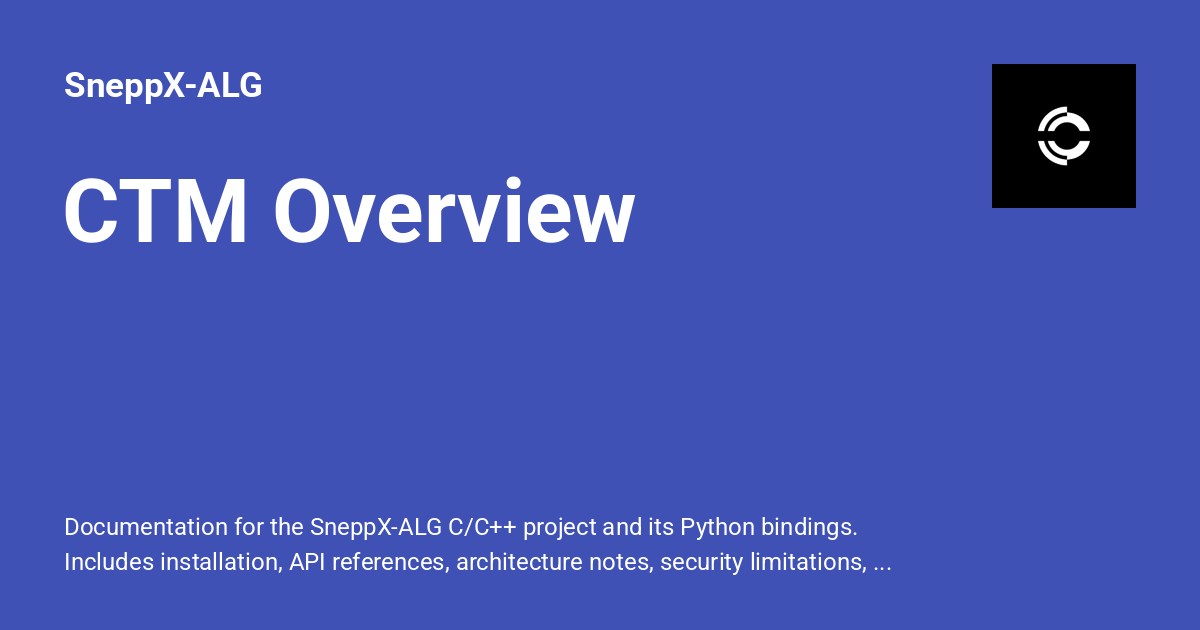 SneppX-ALG
CTM Overview
Documentation for the SneppX-ALG C/C++ project and its Python bindings.
Includes installation, API references, architecture notes, security limitations, ...